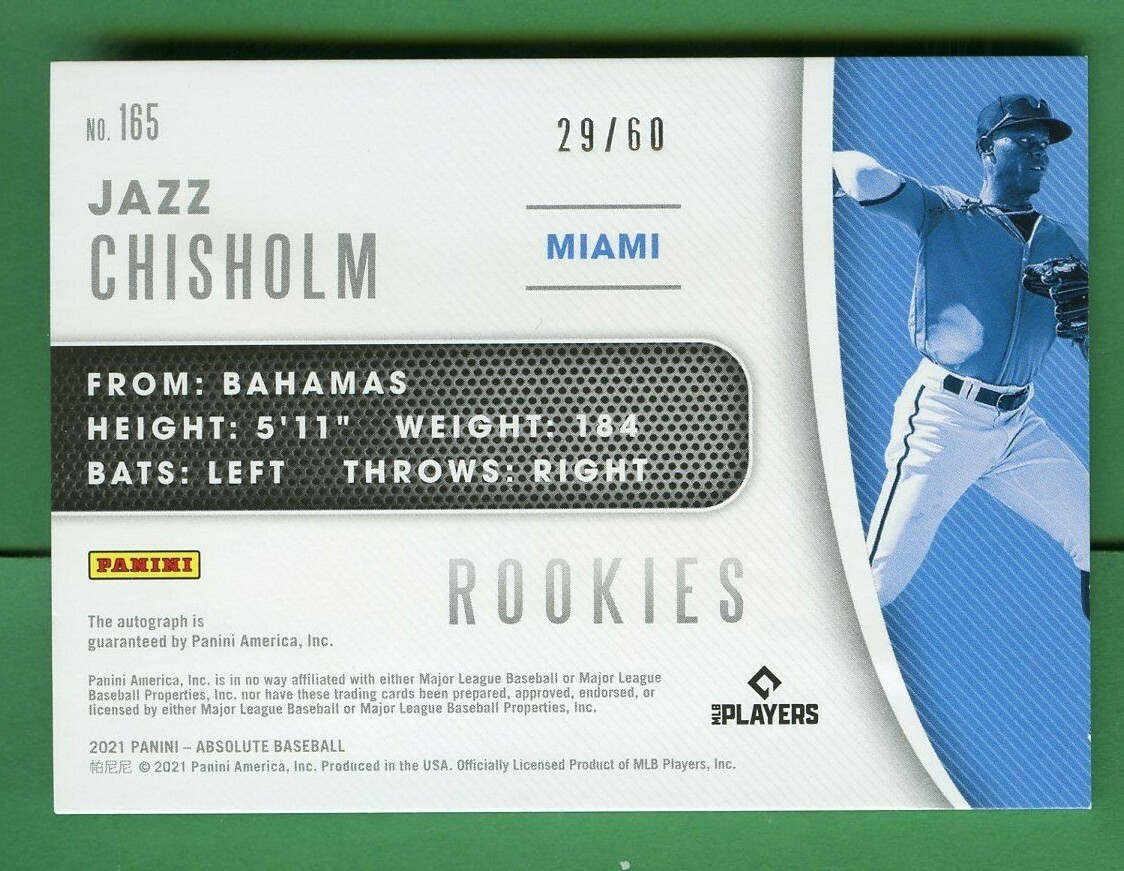 NO. 165
29/60
JAZZ
CHISHOLM
MIAMI
FROM: BAHAMAS
HEIGHT: 5'11" WEIGHT: 184
BATS: LEFT THROWS: RIGHT
PANINI
ROOKIES
The autograph is
guaranteed by Panini America, Inc.
Panini America, Inc. is in no way affiliated with either Major League Baseball or Major League
Baseball Properties, Inc. nor have these trading cards been prepared, approved, endorsed, or
licensed by either Major League Baseball or Major League Baseball Properties, Inc.
MLB PLAYERS
2021 PANINI – ABSOLUTE BASEBALL
帕尼尼 © 2021 Panini America, Inc. Produced in the USA. Officially Licensed Product of MLB Players, Inc.